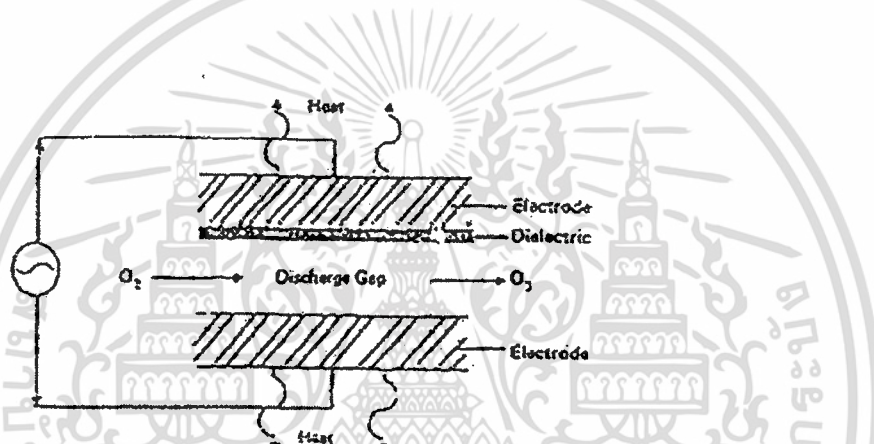 Heat
Electrode
Dielectric
O₂ Discharge Gap O₃
Electrode
Heat